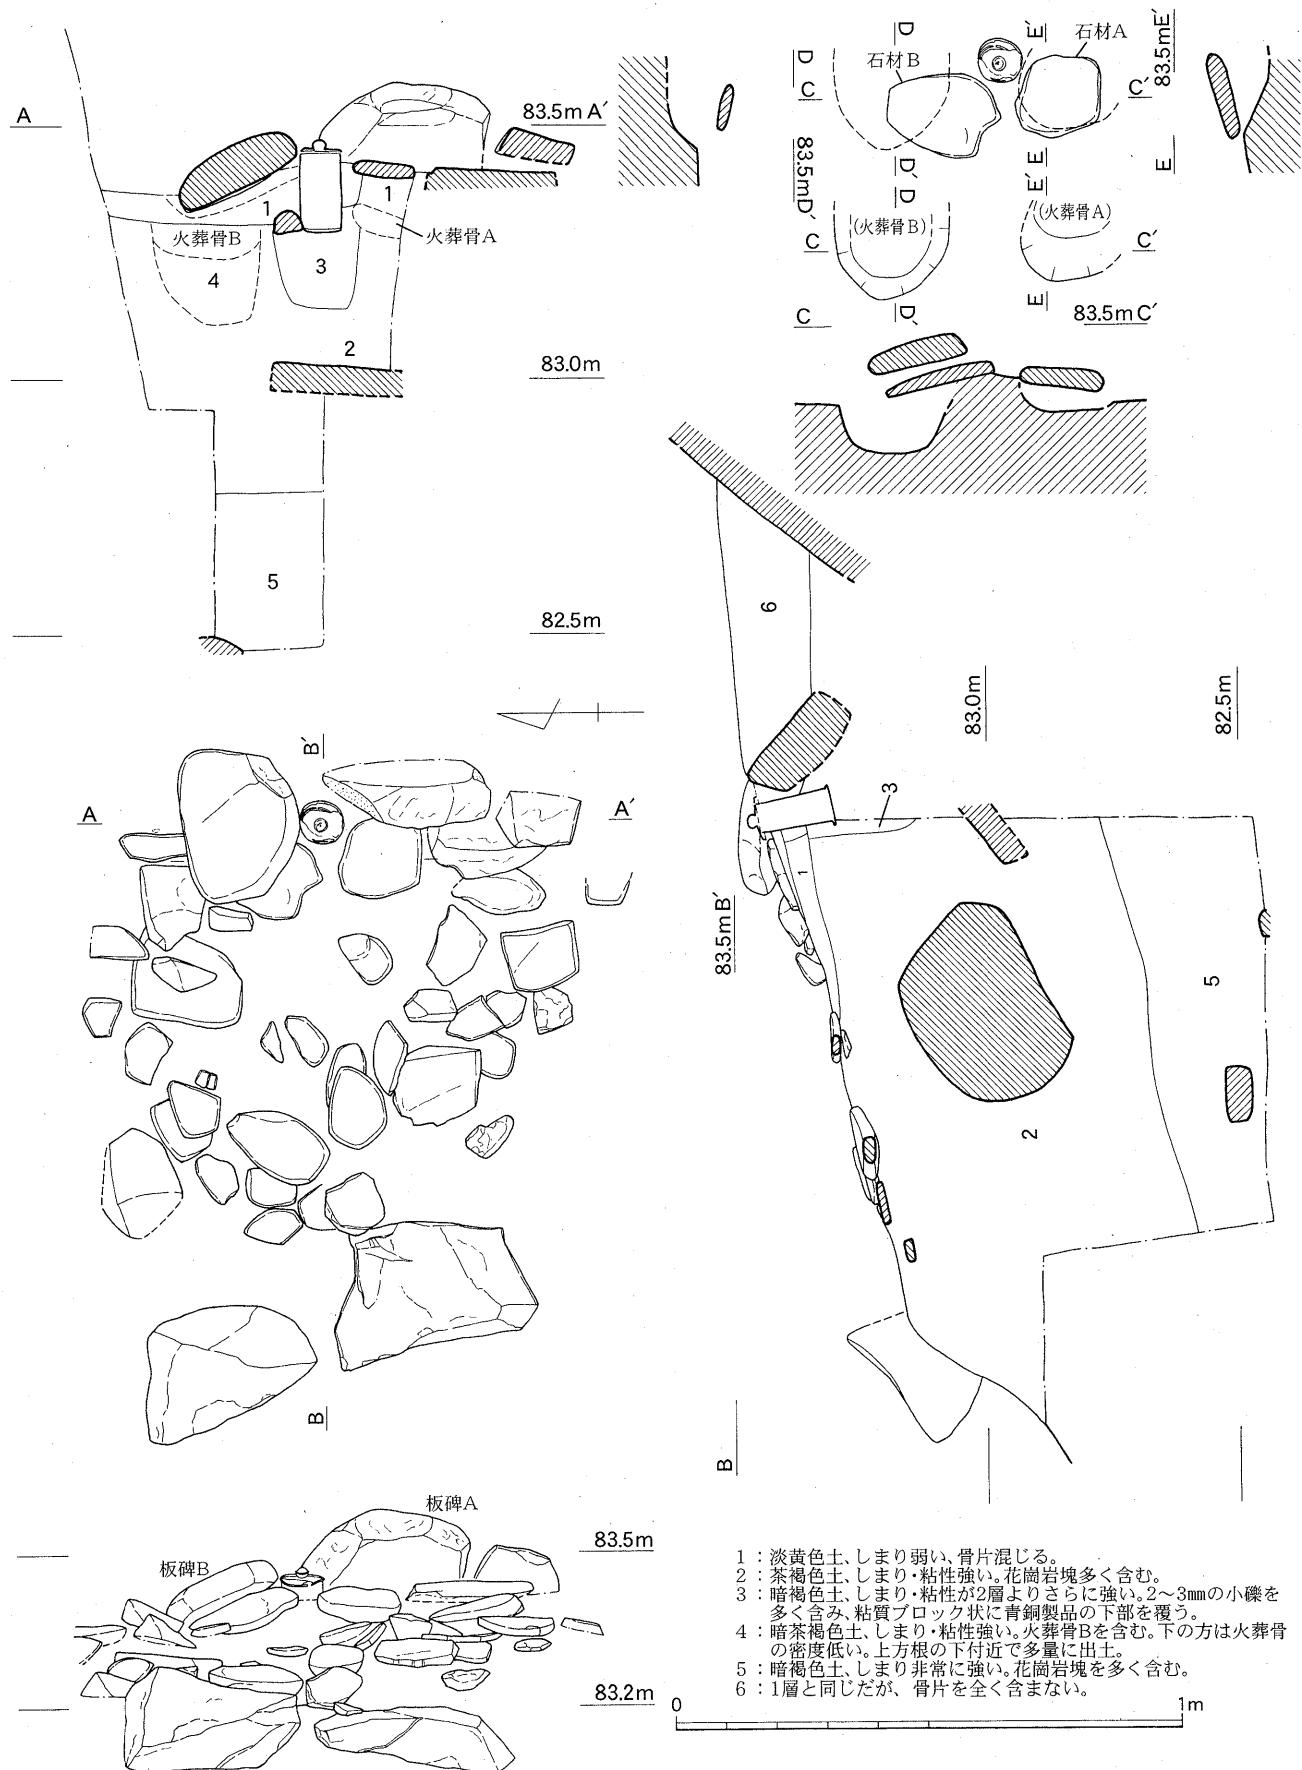 A
83.5m A′
1
1
火葬骨B
火葬骨A
4
3
2
83.0m
5
82.5m
D
D
石材B
E′
石材A
83.5mE′
C
C′
83.5mD′
D′
E
E
D
E′
(火葬骨B)
(火葬骨A)
C
C′
D′
E
C
83.5m C′
6
83.0m
82.5m
3
1
83.5m B′
5
2
B
B′
A
A′
B
板碑A
83.5m
板碑B
83.2m
1：淡黄色土、しまり弱い、骨片混じる。
2：茶褐色土、しまり・粘性強い。花崗岩塊多く含む。
3：暗褐色土、しまり・粘性が2層よりさらに強い。2～3㎜の小礫を
多く含み、粘質ブロック状に青銅製品の下部を覆う。
4：暗茶褐色土、しまり・粘性強い。火葬骨Bを含む。下の方は火葬骨
の密度低い。上方根の下付近で多量に出土。
5：暗褐色土、しまり非常に強い。花崗岩塊を多く含む。
6：1層と同じだが、骨片を全く含まない。
0
1m